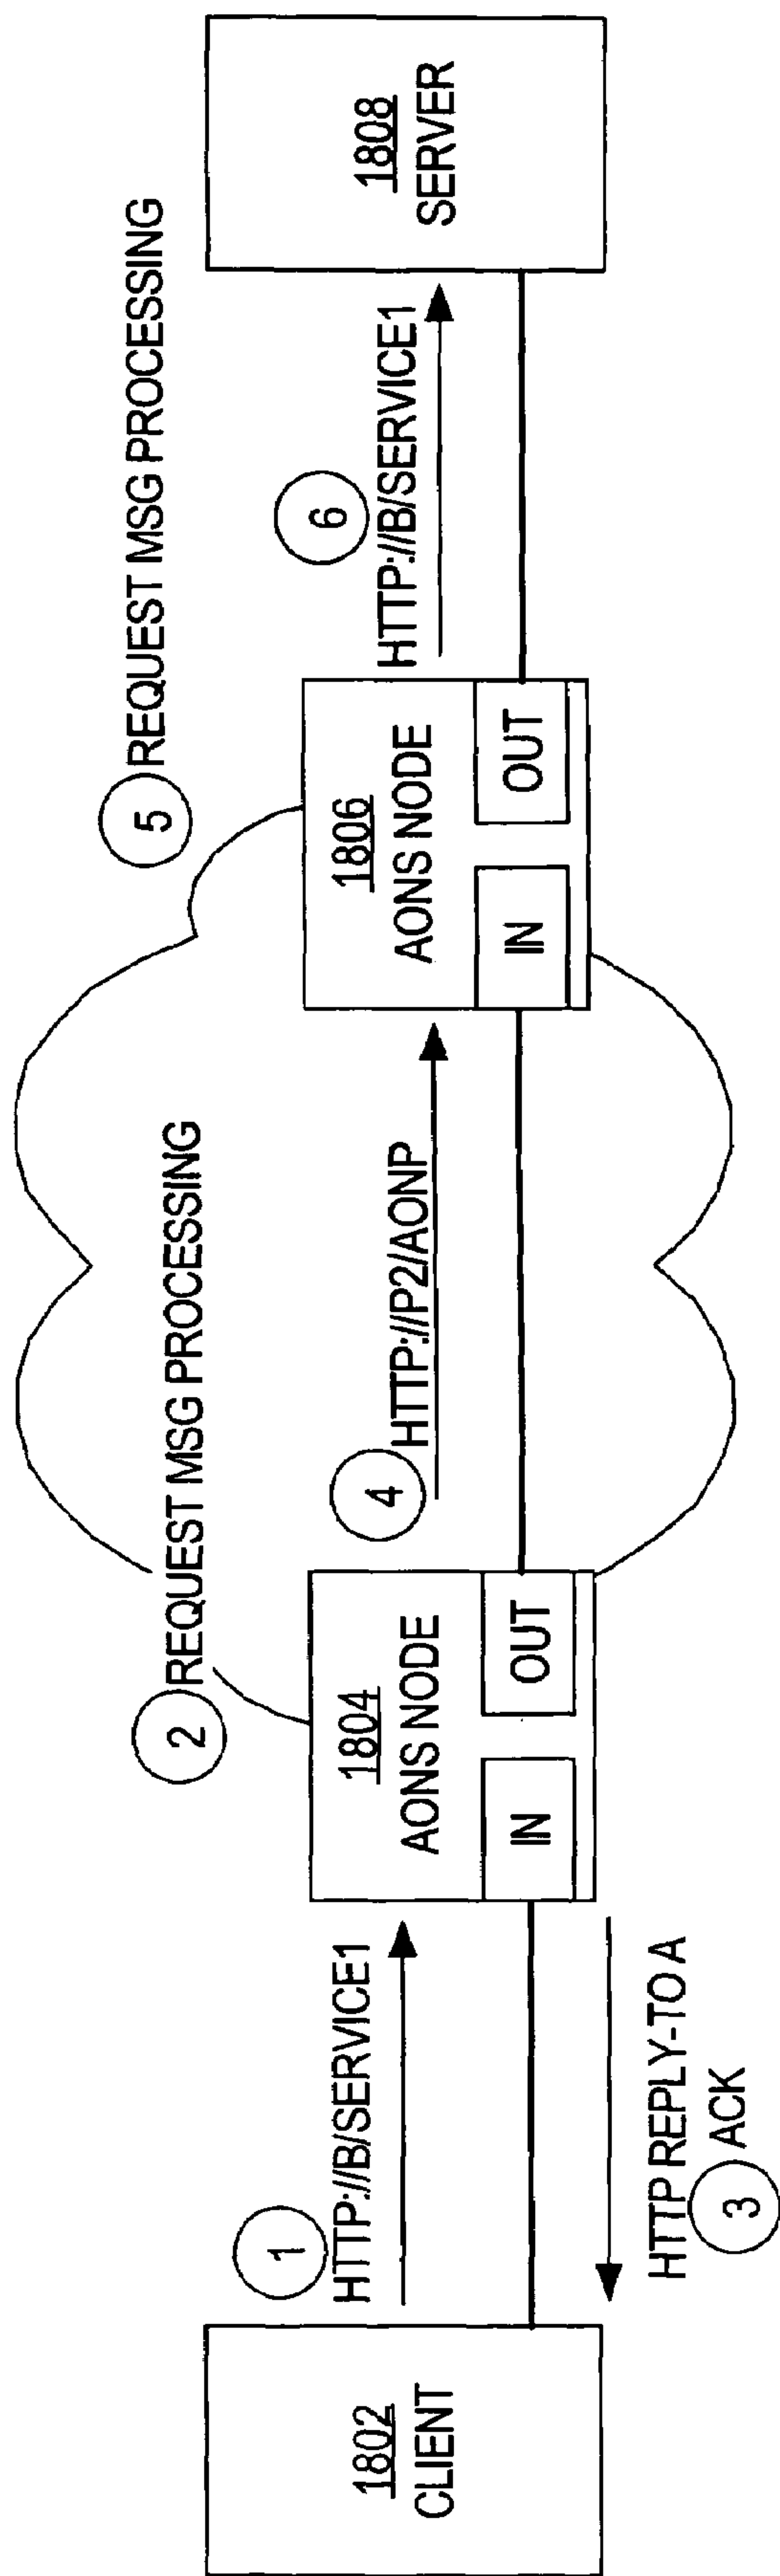 1802
CLIENT
1
HTTP://B/SERVICE1
HTTP REPLY-TO A
3
ACK
2
REQUEST MSG PROCESSING
1804
AONS NODE
IN
OUT
4
HTTP://P2/AONP
5
REQUEST MSG PROCESSING
1806
AONS NODE
IN
OUT
6
HTTP://B/SERVICE1
1808
SERVER